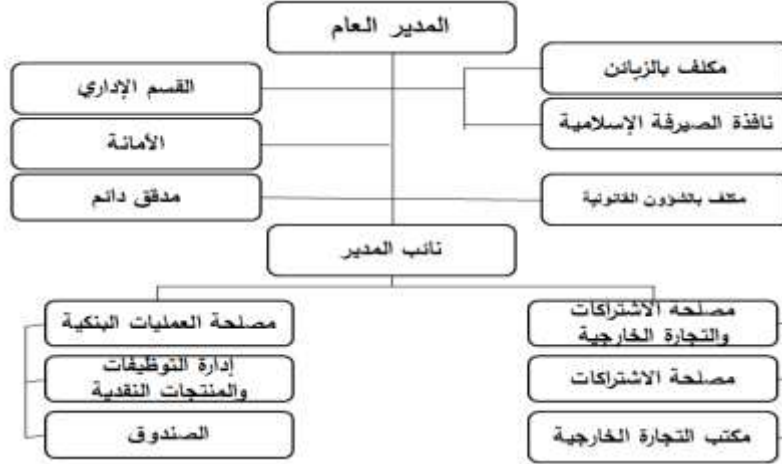 المدير العام
مكلف بالزبائن
القسم الإداري
نافذة الصيرفة الإسلامية
الأمانة
مكلف بالشؤون القانونية
مدقق دائم
نائب المدير
مصلحة الاشتراكات
والتجارة الخارجية
مصلحة العمليات البنكية
مصلحة الاشتراكات
إدارة التوظيفات
والمنتجات النقدية
مكتب التجارة الخارجية
الصندوق